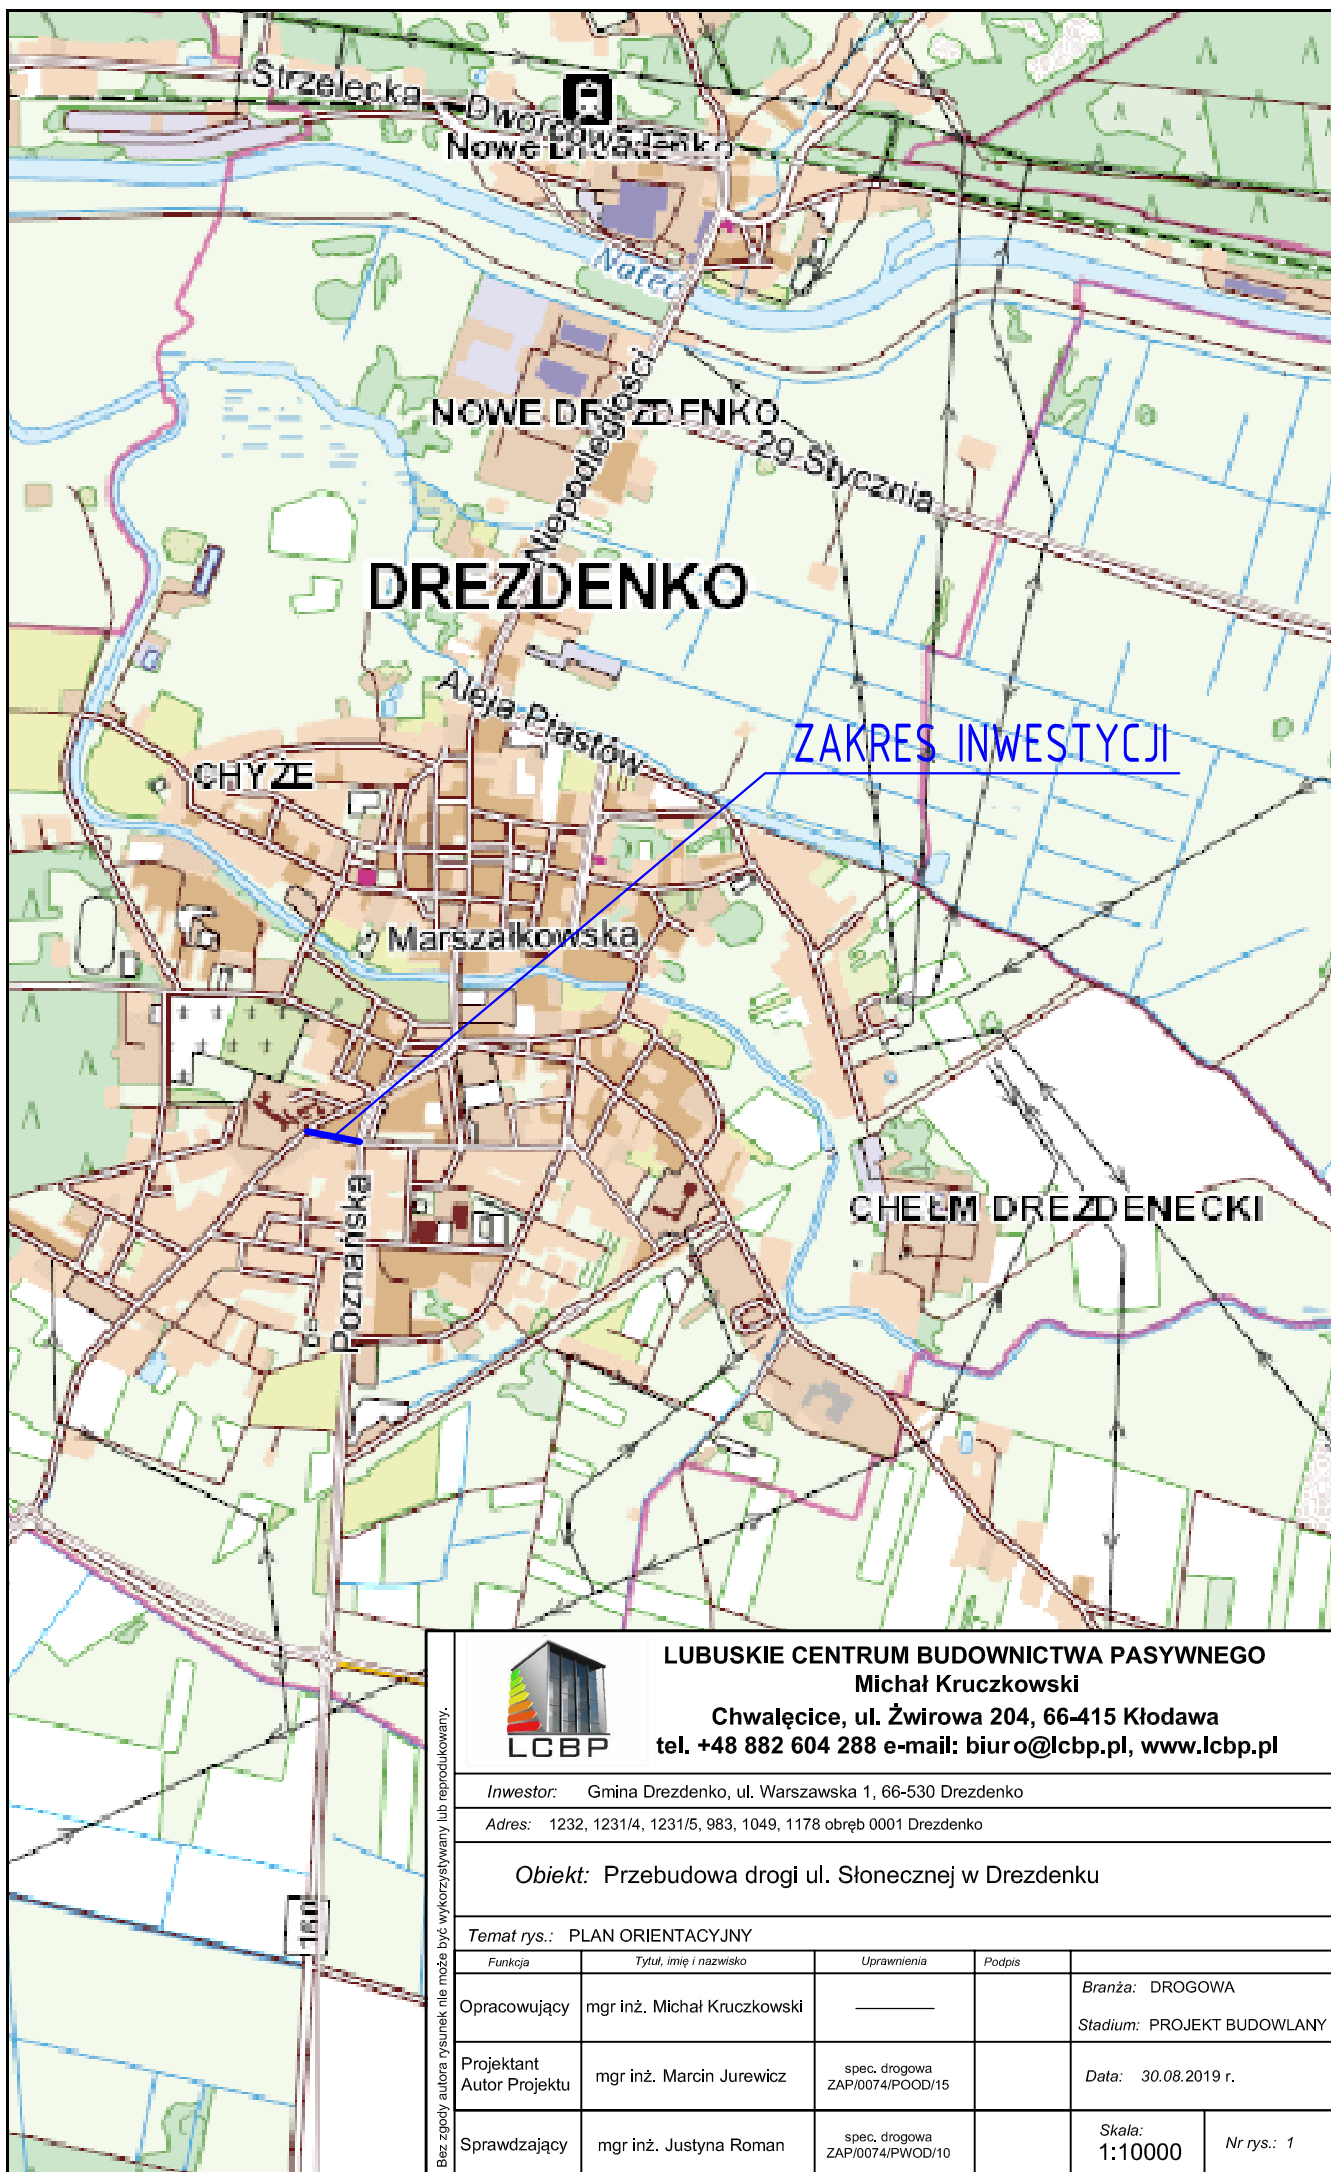 Strzelecka
Dworcowa
Nowe Drezdenko
Noteć
NOWE DREZDENKO
Niepodległości
29 Stycznia
DREZDENKO
Aleja Piastów
ZAKRES INWESTYCJI
CHYŻE
Marszałkowska
Poznańska
CHEŁM DREZDENECKI
160
Bez zgody autora rysunek nie może być wykorzystywany lub reprodukowany.
LCBP
LUBUSKIE CENTRUM BUDOWNICTWA PASYWNEGO
Michał Kruczkowski
Chwalęcice, ul. Żwirowa 204, 66-415 Kłodawa
tel. +48 882 604 288 e-mail: biuro@lcbp.pl, www.lcbp.pl
Inwestor: Gmina Drezdenko, ul. Warszawska 1, 66-530 Drezdenko
Adres: 1232, 1231/4, 1231/5, 983, 1049, 1178 obręb 0001 Drezdenko
Obiekt: Przebudowa drogi ul. Słonecznej w Drezdenku
Temat rys.: PLAN ORIENTACYJNY
Funkcja Tytuł, imię i nazwisko Uprawnienia Podpis
Opracowujący mgr inż. Michał Kruczkowski
Branża: DROGOWA
Stadium: PROJEKT BUDOWLANY
Projektant
Autor Projektu
mgr inż. Marcin Jurewicz
spec. drogowa
ZAP/0074/POOD/15
Data: 30.08.2019 r.
Sprawdzający mgr inż. Justyna Roman
spec. drogowa
ZAP/0074/PWOD/10
Skala:
1:10000
Nr rys.: 1